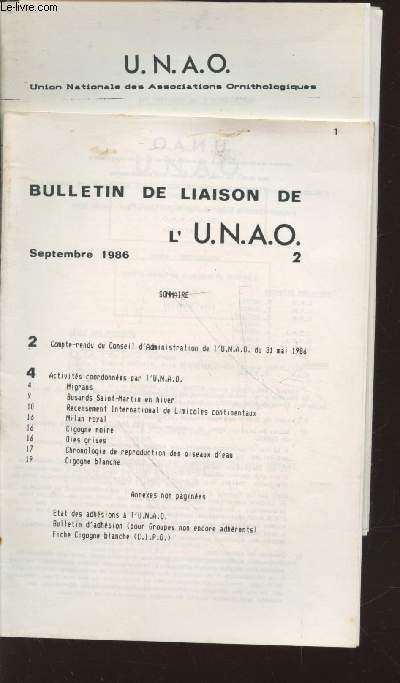 Le-livre.com
U.N.A.O.
Union Nationale des Associations Ornithologiques
1
BULLETIN DE LIAISON DE
L' U.N.A.O.
Septembre 1986 2
SOMMAIRE
2 Compte-rendu du Conseil d'Administration de l'U.N.A.O. du 31 mai 1986
4 Activités coordonnées par l'U.N.A.O.
4 Migrans
9 Busards Saint-Martin en hiver
10 Recensement International de Limicoles continentaux
16 Milan royal
16 Cigogne noire
16 Oies grises
17 Chronologie de reproduction des oiseaux d'eau
19 Cigogne blanche
Annexes non paginées
Etat des adhésions à l'U.N.A.O.
Bulletin d'adhésion (pour Groupes non encore adhérents)
Fiche Cigogne blanche (C.I.P.O.)